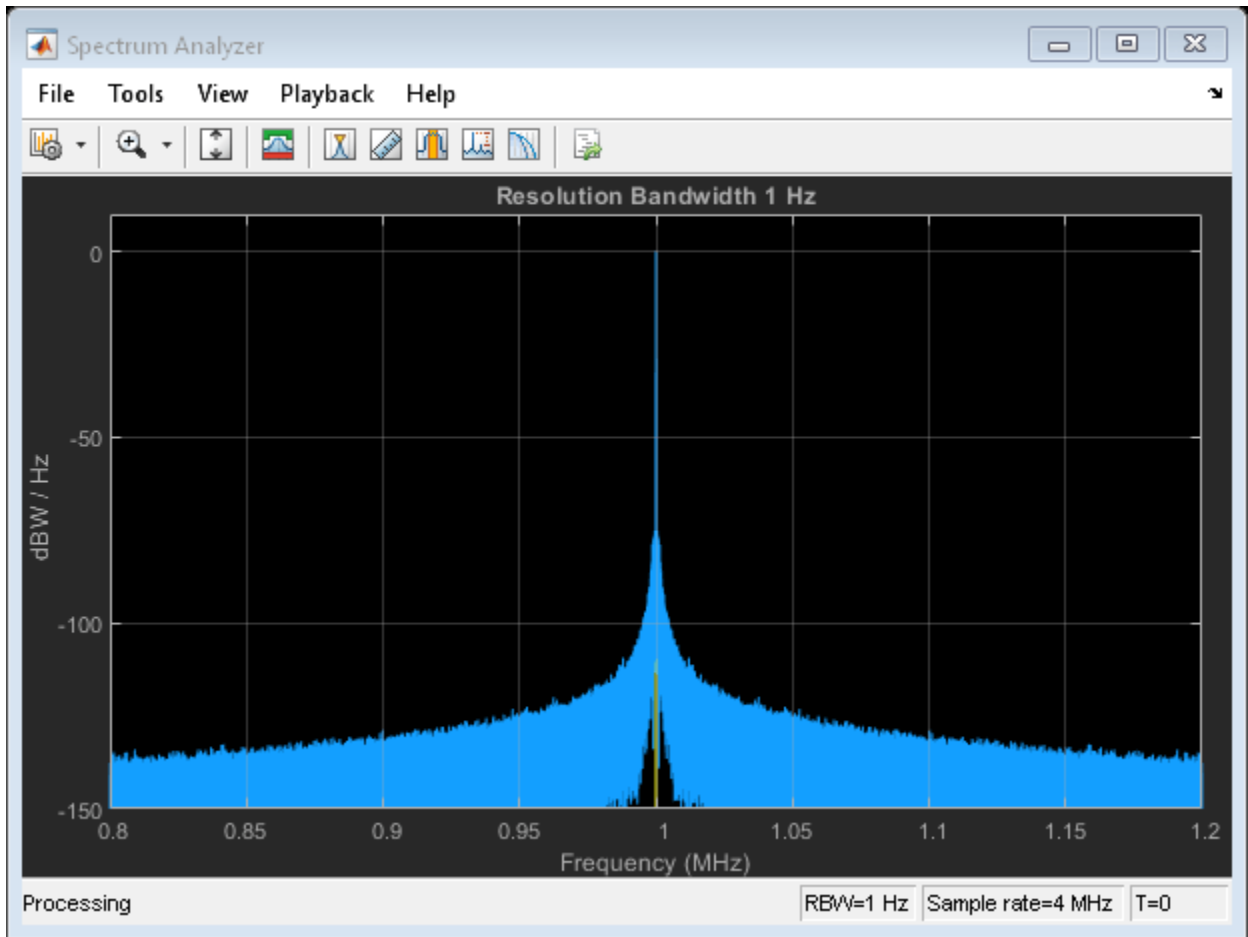 Spectrum Analyzer
File Tools View Playback Help
Resolution Bandwidth 1 Hz
0
-50
-100
-150
dBW / Hz
0.8 0.85 0.9 0.95 1 1.05 1.1 1.15 1.2
Frequency (MHz)
Processing RBW=1 Hz Sample rate=4 MHz T=0